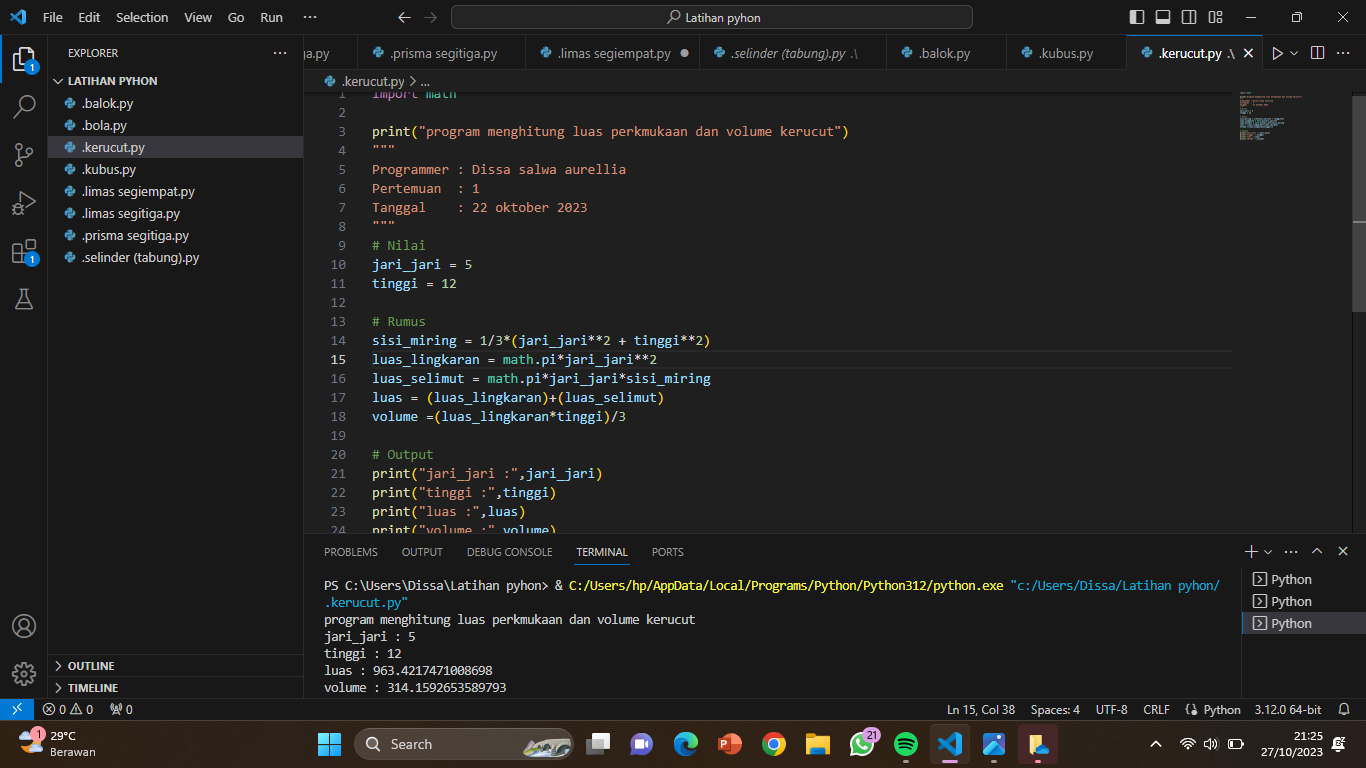 File Edit Selection View Go Run ··· Latihan pyhon
EXPLORER ···
LATIHAN PYHON
.balok.py
.bola.py
.kerucut.py
.kubus.py
.limas segiempat.py
.limas segitiga.py
.prisma segitiga.py
.selinder (tabung).py
OUTLINE
TIMELINE
ga.py .prisma segitiga.py .limas segiempat.py .selinder (tabung).py .\ .balok.py .kubus.py .kerucut.py .\
.kerucut.py > ...
1 import math
2
3 print("program menghitung luas perkmukaan dan volume kerucut")
4 """
5 Programmer : Dissa salwa aurellia
6 Pertemuan  : 1
7 Tanggal    : 22 oktober 2023
8 """
9 # Nilai
10 jari_jari = 5
11 tinggi = 12
12
13 # Rumus
14 sisi_miring = 1/3*(jari_jari**2 + tinggi**2)
15 luas_lingkaran = math.pi*jari_jari**2
16 luas_selimut = math.pi*jari_jari*sisi_miring
17 luas = (luas_lingkaran)+(luas_selimut)
18 volume =(luas_lingkaran*tinggi)/3
19
20 # Output
21 print("jari_jari :",jari_jari)
22 print("tinggi :",tinggi)
23 print("luas :",luas)
24 print("volume :",volume)
PROBLEMS OUTPUT DEBUG CONSOLE TERMINAL PORTS
PS C:\Users\Dissa\Latihan pyhon> & C:/Users/hp/AppData/Local/Programs/Python/Python312/python.exe "c:/Users/Dissa/Latihan pyhon/
.kerucut.py"
program menghitung luas perkmukaan dan volume kerucut
jari_jari : 5
tinggi : 12
luas : 963.4217471008698
volume : 314.1592653589793
Python
Python
Python
0 0 0 Ln 15, Col 38 Spaces: 4 UTF-8 CRLF Python 3.12.0 64-bit
1 29°C
Berawan
Search
21
21:25
27/10/2023
1
1